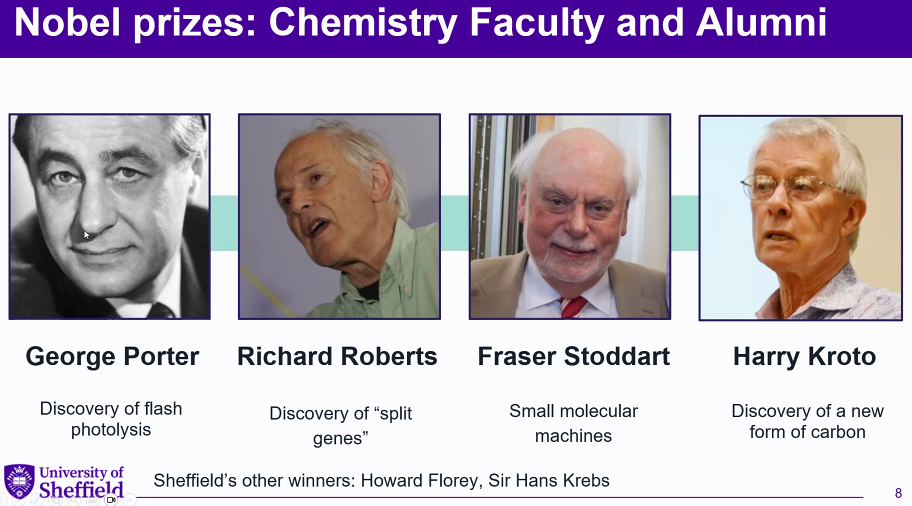 Nobel prizes: Chemistry Faculty and Alumni
George Porter
Richard Roberts
Fraser Stoddart
Harry Kroto
Discovery of flash
photolysis
Discovery of “split
genes”
Small molecular
machines
Discovery of a new
form of carbon
University of
Sheffield
Sheffield’s other winners: Howard Florey, Sir Hans Krebs
8